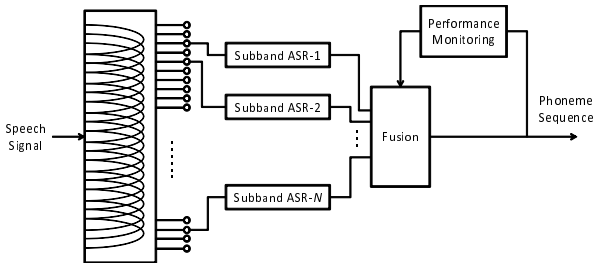 Speech
Signal
Subband ASR-1
Subband ASR-2
Subband ASR-N
Fusion
Performance
Monitoring
Phoneme
Sequence